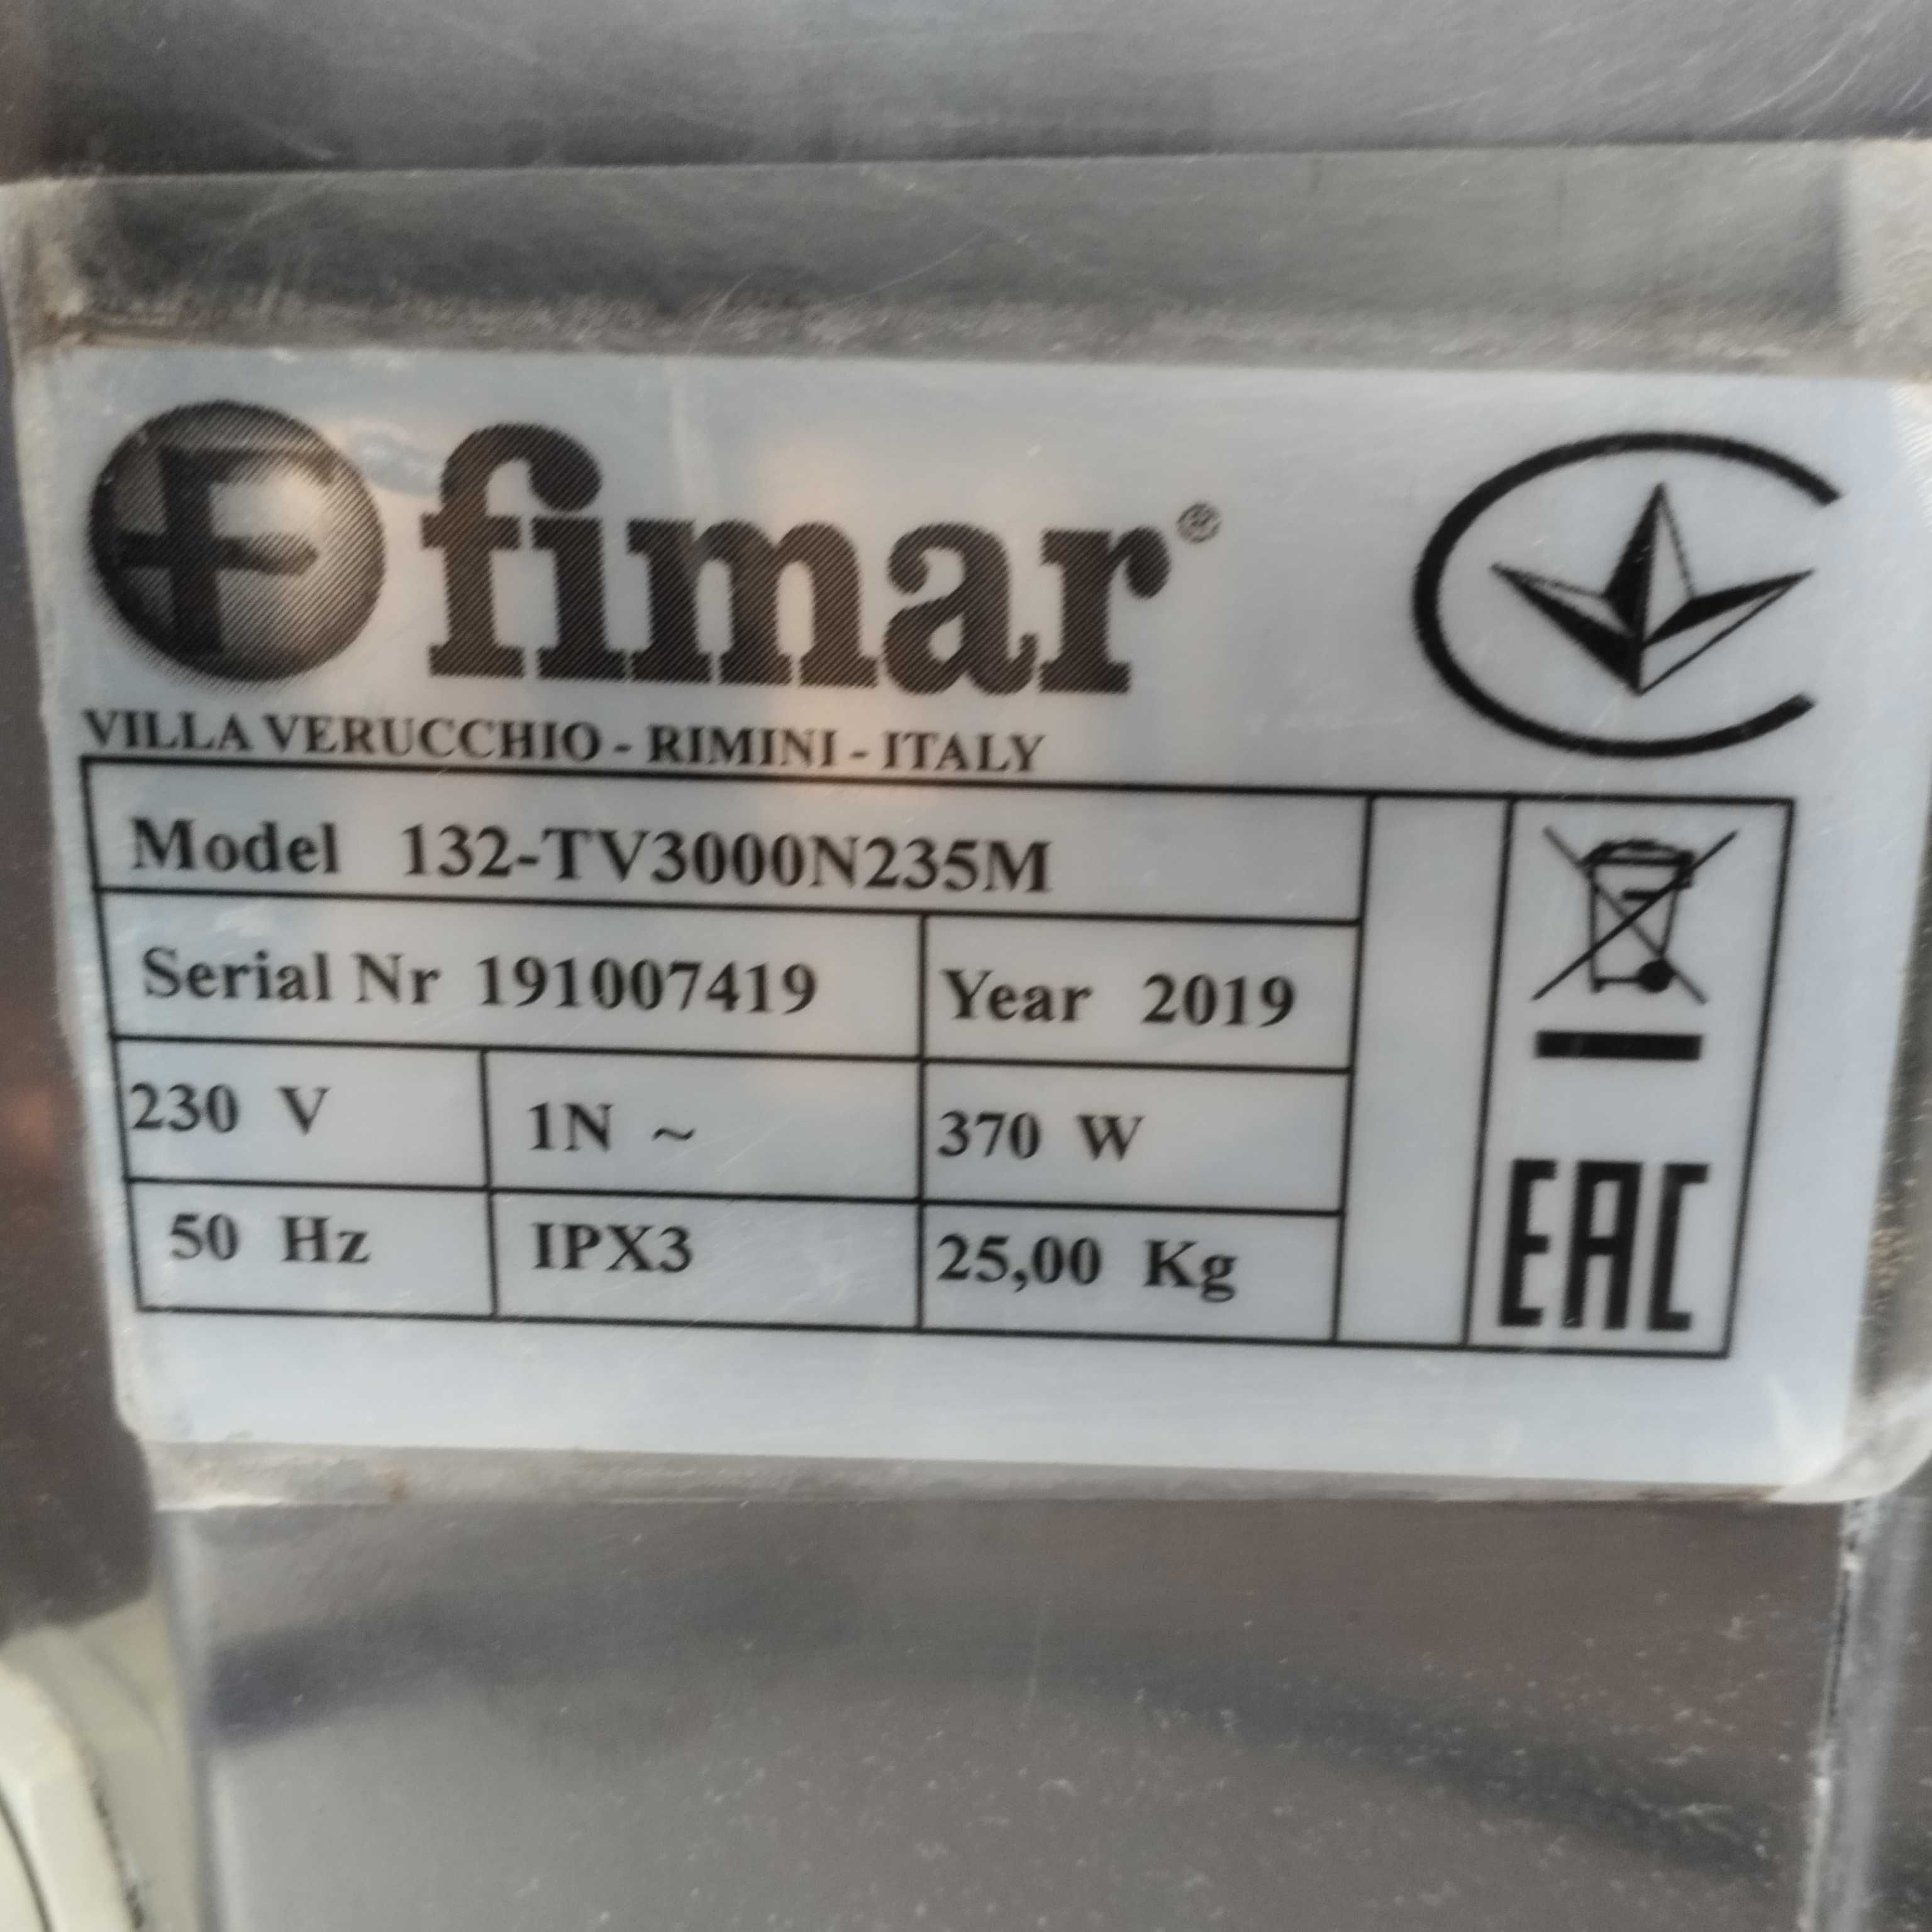 F fimar®
VILLA VERUCCHIO - RIMINI - ITALY
Model 132-TV3000N235M
Serial Nr 191007419 Year 2019
230 V 1N ~ 370 W
50 Hz IPX3 25,00 Kg
EAC